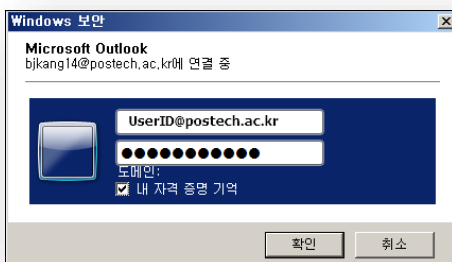 Windows 보안
Microsoft Outlook
bjkang14@postech.ac.kr에 연결 중
UserID@postech.ac.kr
●●●●●●●●●●●
도메인:
내 자격 증명 기억
확인 취소